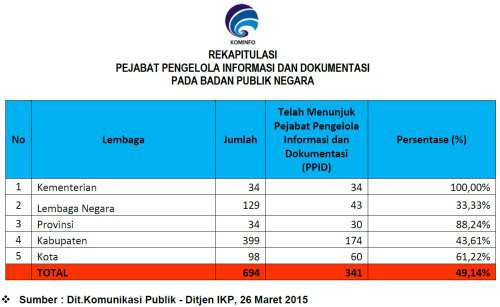 KOMINFO
REKAPITULASI
PEJABAT PENGELOLA INFORMASI DAN DOKUMENTASI
PADA BADAN PUBLIK NEGARA
No Lembaga Jumlah Telah Menunjuk Pejabat Pengelola Informasi dan Dokumentasi (PPID) Persentase (%)
1 Kementerian 34 34 100,00%
2 Lembaga Negara 129 43 33,33%
3 Provinsi 34 30 88,24%
4 Kabupaten 399 174 43,61%
5 Kota 98 60 61,22%
TOTAL 694 341 49,14%
❖ Sumber : Dit.Komunikasi Publik - Ditjen IKP, 26 Maret 2015